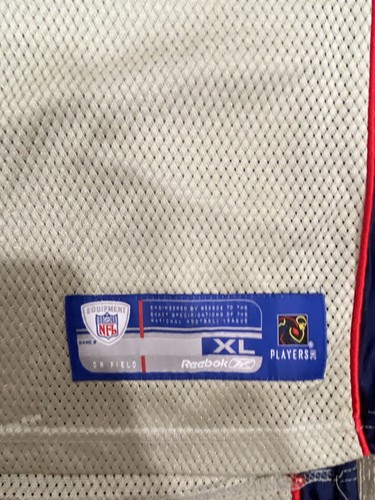 EQUIPMENT
NFL
ENGINEERED BY REEBOK TO THE
EXACT SPECIFICATIONS OF THE
NATIONAL FOOTBALL LEAGUE
XL
ON FIELD
Reebok
PLAYERS INC